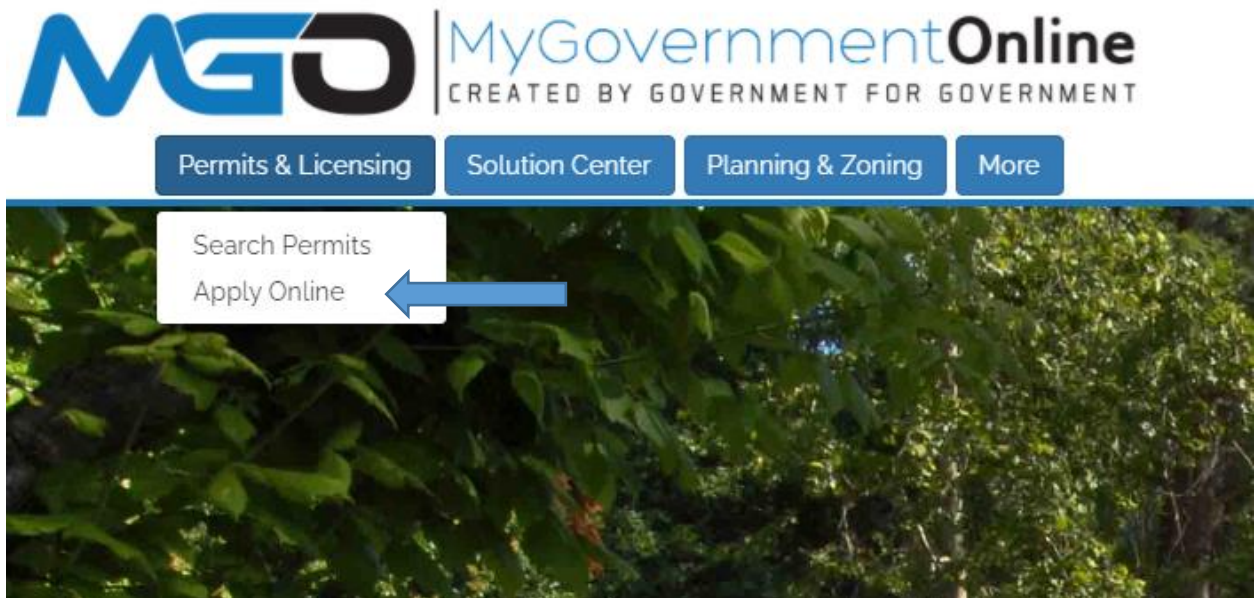 MGO
MyGovernmentOnline
CREATED BY GOVERNMENT FOR GOVERNMENT
Permits & Licensing Solution Center Planning & Zoning More
Search Permits
Apply Online